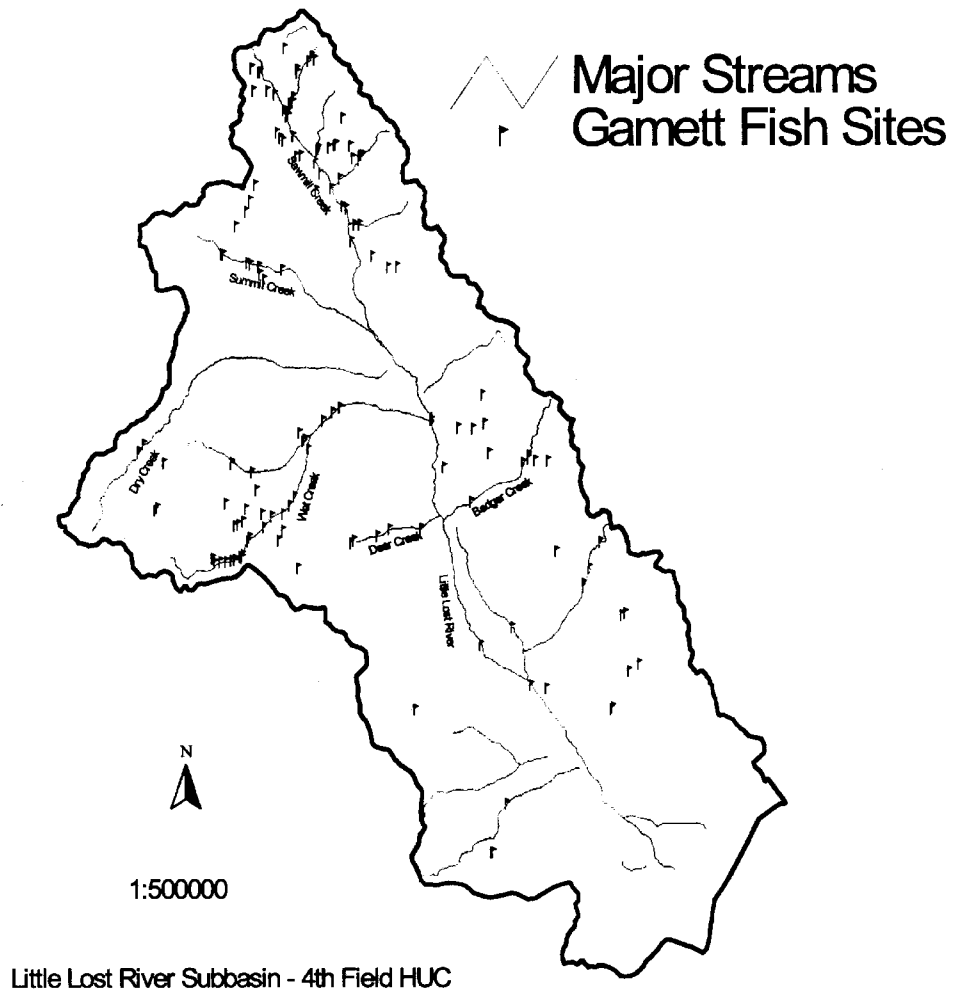 Major Streams
Gamett Fish Sites
Sawmill Creek
Summit Creek
Dry Creek
Wet Creek
Badger Creek
Deer Creek
Little Lost River
N
1:500000
Little Lost River Subbasin - 4th Field HUC